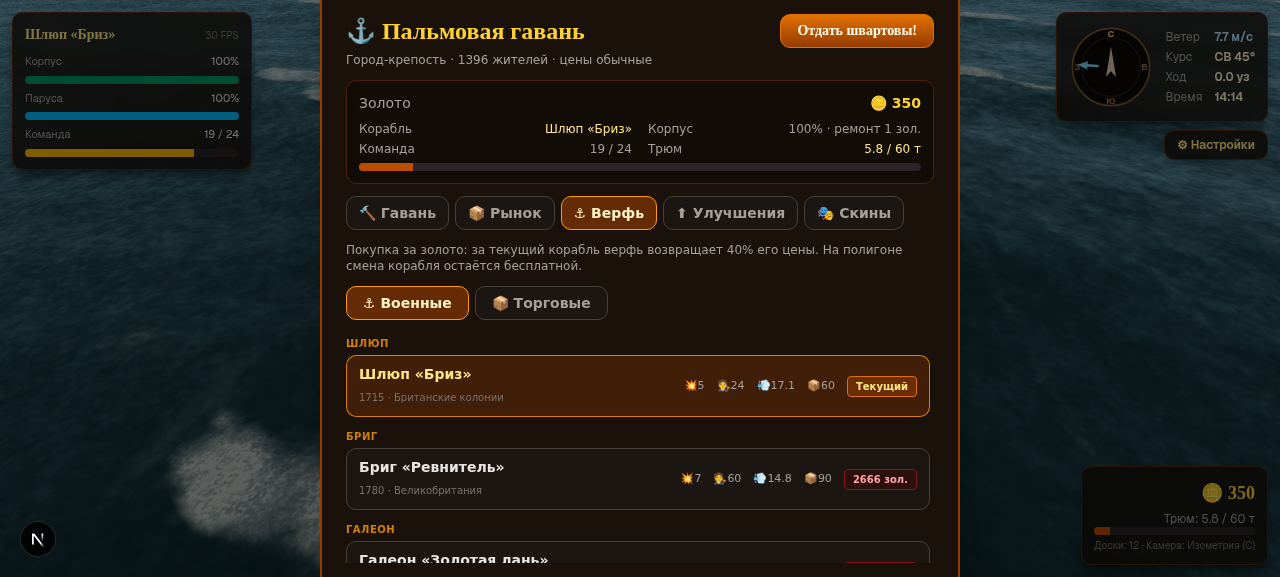 Шлюп «Бриз»
30 FPS
Корпус 100%
Паруса 100%
Команда 19 / 24
⚓ Пальмовая гавань
Отдать швартовы!
Город-крепость · 1396 жителей · цены обычные
Золото 350
Корабль Шлюп «Бриз» Корпус 100% · ремонт 1 зол.
Команда 19 / 24 Трюм 5.8 / 60 т
Гавань Рынок Верфь Улучшения Скины
Покупка за золото: за текущий корабль верфь возвращает 40% его цены. На полигоне
смена корабля остаётся бесплатной.
Военные Торговые
ШЛЮП
Шлюп «Бриз»
1715 · Британские колонии
5 24 17.1 60 Текущий
БРИГ
Бриг «Ревнитель»
1780 · Великобритания
7 60 14.8 90 2666 зол.
ГАЛЕОН
Галеон «Золотая лань»
С
З В
Ю
Ветер 7.7 м/с
Курс СВ 45°
Ход 0.0 уз
Время 14:14
⚙ Настройки
350
Трюм: 5.8 / 60 т
Доски: 12 · Камера: Изометрия (C)
N